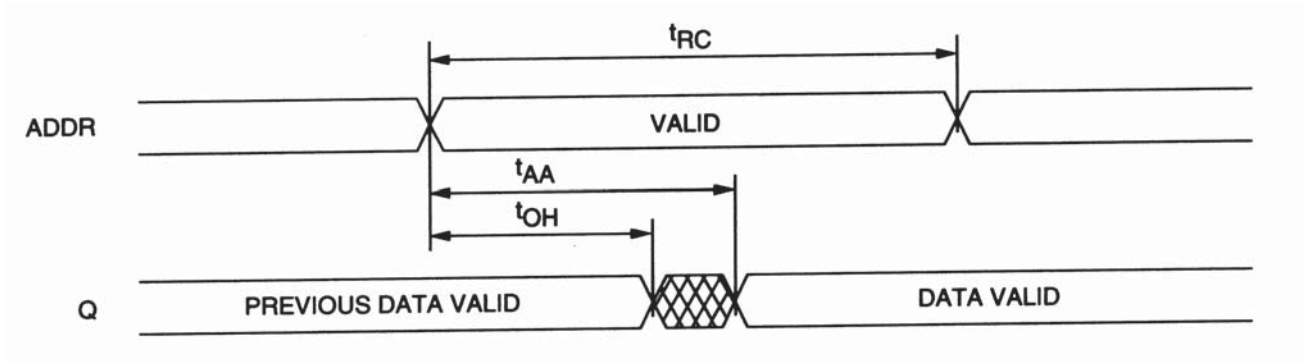 tRC
ADDR
VALID
tAA
tOH
Q
PREVIOUS DATA VALID
DATA VALID